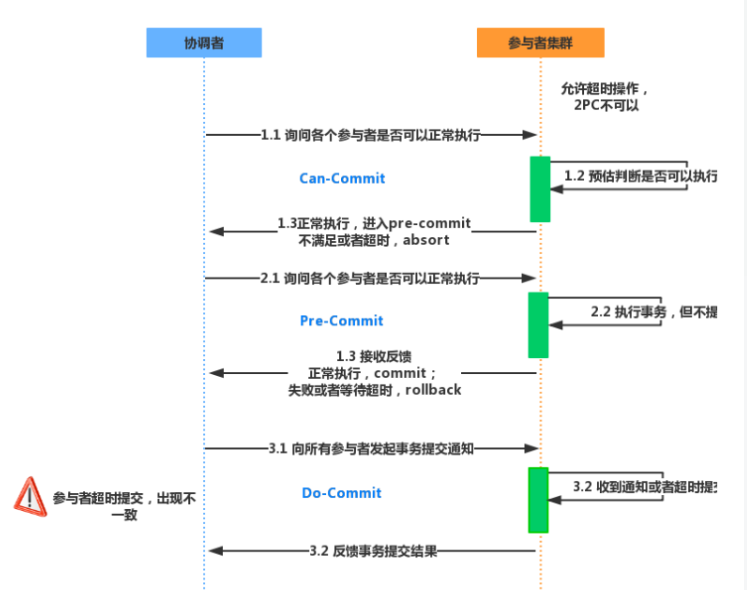 协调者
参与者集群
允许超时操作，
2PC不可以
1.1 询问各个参与者是否可以正常执行
Can-Commit
1.2 预估判断是否可以执行
1.3正常执行，进入pre-commit
不满足或者超时，absort
2.1 询问各个参与者是否可以正常执行
Pre-Commit
2.2 执行事务，但不提
1.3 接收反馈
正常执行，commit；
失败或者等待超时，rollback
3.1 向所有参与者发起事务提交通知
参与者超时提交，出现不
一致
Do-Commit
3.2 收到通知或者超时提
3.2 反馈事务提交结果